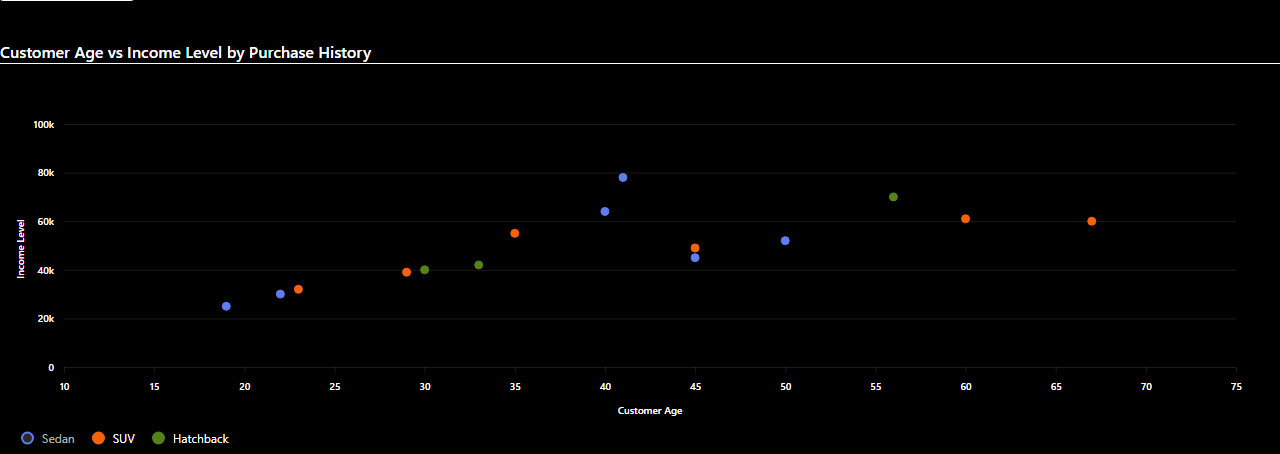 Customer Age vs Income Level by Purchase History
100k
80k
60k
40k
20k
0
Income Level
10 15 20 25 30 35 40 45 50 55 60 65 70 75
Customer Age
Sedan SUV Hatchback